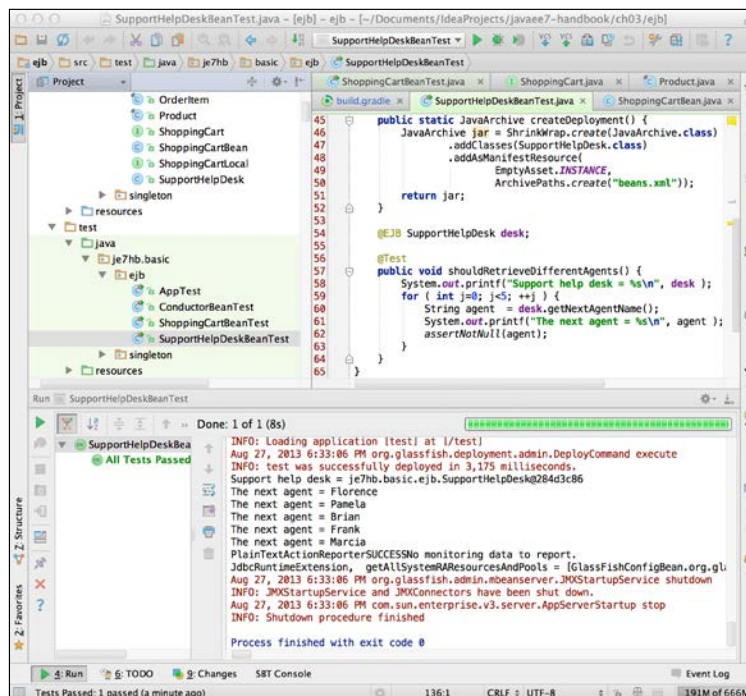 SupportHelpDeskBeanTest.java - [ejb] - ejb - [~/Documents/IdeaProjects/javaee7-handbook/ch03/ejb]
SupportHelpDeskBeanTest
ejb src test java je7hb basic ejb SupportHelpDeskBeanTest
1: Project
Project
OrderItem
Product
ShoppingCart
ShoppingCartBean
ShoppingCartLocal
SupportHelpDesk
singleton
resources
test
java
je7hb.basic
ejb
AppTest
ConductorBeanTest
ShoppingCartBeanTest
SupportHelpDeskBeanTest
singleton
resources
ShoppingCartBeanTest.java ShoppingCart.java Product.java
build.gradle SupportHelpDeskBeanTest.java ShoppingCartBean.java
45 public static JavaArchive createDeployment() {
46 JavaArchive jar = ShrinkWrap.create(JavaArchive.class)
47 .addClasses(SupportHelpDesk.class)
48 .addAsManifestResource(
49 EmptyAsset.INSTANCE,
50 ArchivePaths.create("beans.xml"));
51 return jar;
52 }
53
54 @EJB SupportHelpDesk desk;
55
56 @Test
57 public void shouldRetrieveDifferentAgents() {
58 System.out.printf("Support help desk = %s\n", desk );
59 for ( int j=0; j<5; ++j ) {
60 String agent = desk.getNextAgentName();
61 System.out.printf("The next agent = %s\n", agent );
62 assertNotNull(agent);
63 }
64 }
65 }
Run SupportHelpDeskBeanTest
Done: 1 of 1 (8s)
SupportHelpDeskBea
All Tests Passed
INFO: Loading application [test] at [/test]
Aug 27, 2013 6:33:06 PM org.glassfish.deployment.admin.DeployCommand execute
INFO: test was successfully deployed in 3,175 milliseconds.
Support help desk = je7hb.basic.ejb.SupportHelpDesk@284d3c86
The next agent = Florence
The next agent = Pamela
The next agent = Brian
The next agent = Frank
The next agent = Marcia
PlainTextActionReporterSUCCESSNo monitoring data to report.
JdbcRuntimeExtension, getAllSystemRAResourcesAndPools = [GlassFishConfigBean.org.gl
Aug 27, 2013 6:33:06 PM org.glassfish.admin.mbeanserver.JMXStartupService shutdown
INFO: JMXStartupService and JMXConnectors have been shut down.
Aug 27, 2013 6:33:06 PM com.sun.enterprise.v3.server.AppServerStartup stop
INFO: Shutdown procedure finished
Process finished with exit code 0
Z: Structure
2: Favorites
4: Run 6: TODO 9: Changes SBT Console Event Log
Tests Passed: 1 passed (a minute ago) 136:1 CRLF UTF-8 191M of 666M